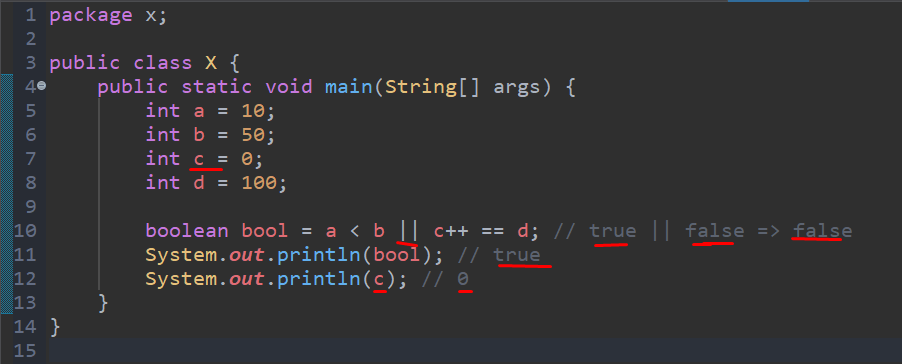 1 package x;
2
3 public class X {
4 public static void main(String[] args) {
5 int a = 10;
6 int b = 50;
7 int c = 0;
8 int d = 100;
9
10 boolean bool = a < b || c++ == d; // true || false => false
11 System.out.println(bool); // true
12 System.out.println(c); // 0
13 }
14 }
15